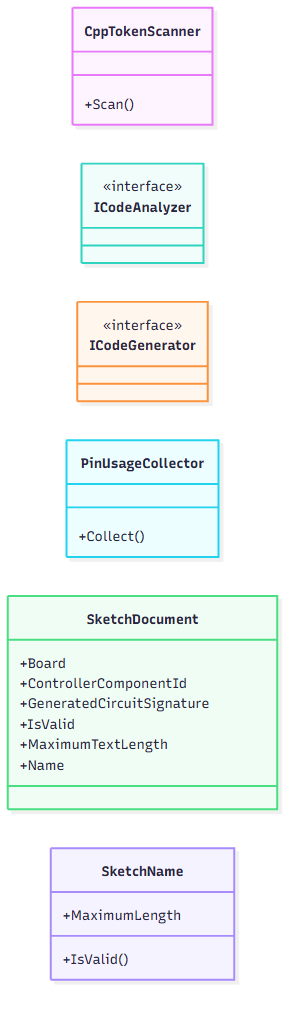 CppTokenScanner
+Scan()
«interface»
ICodeAnalyzer
«interface»
ICodeGenerator
PinUsageCollector
+Collect()
SketchDocument
+Board
+ControllerComponentId
+GeneratedCircuitSignature
+IsValid
+MaximumTextLength
+Name
SketchName
+MaximumLength
+IsValid()